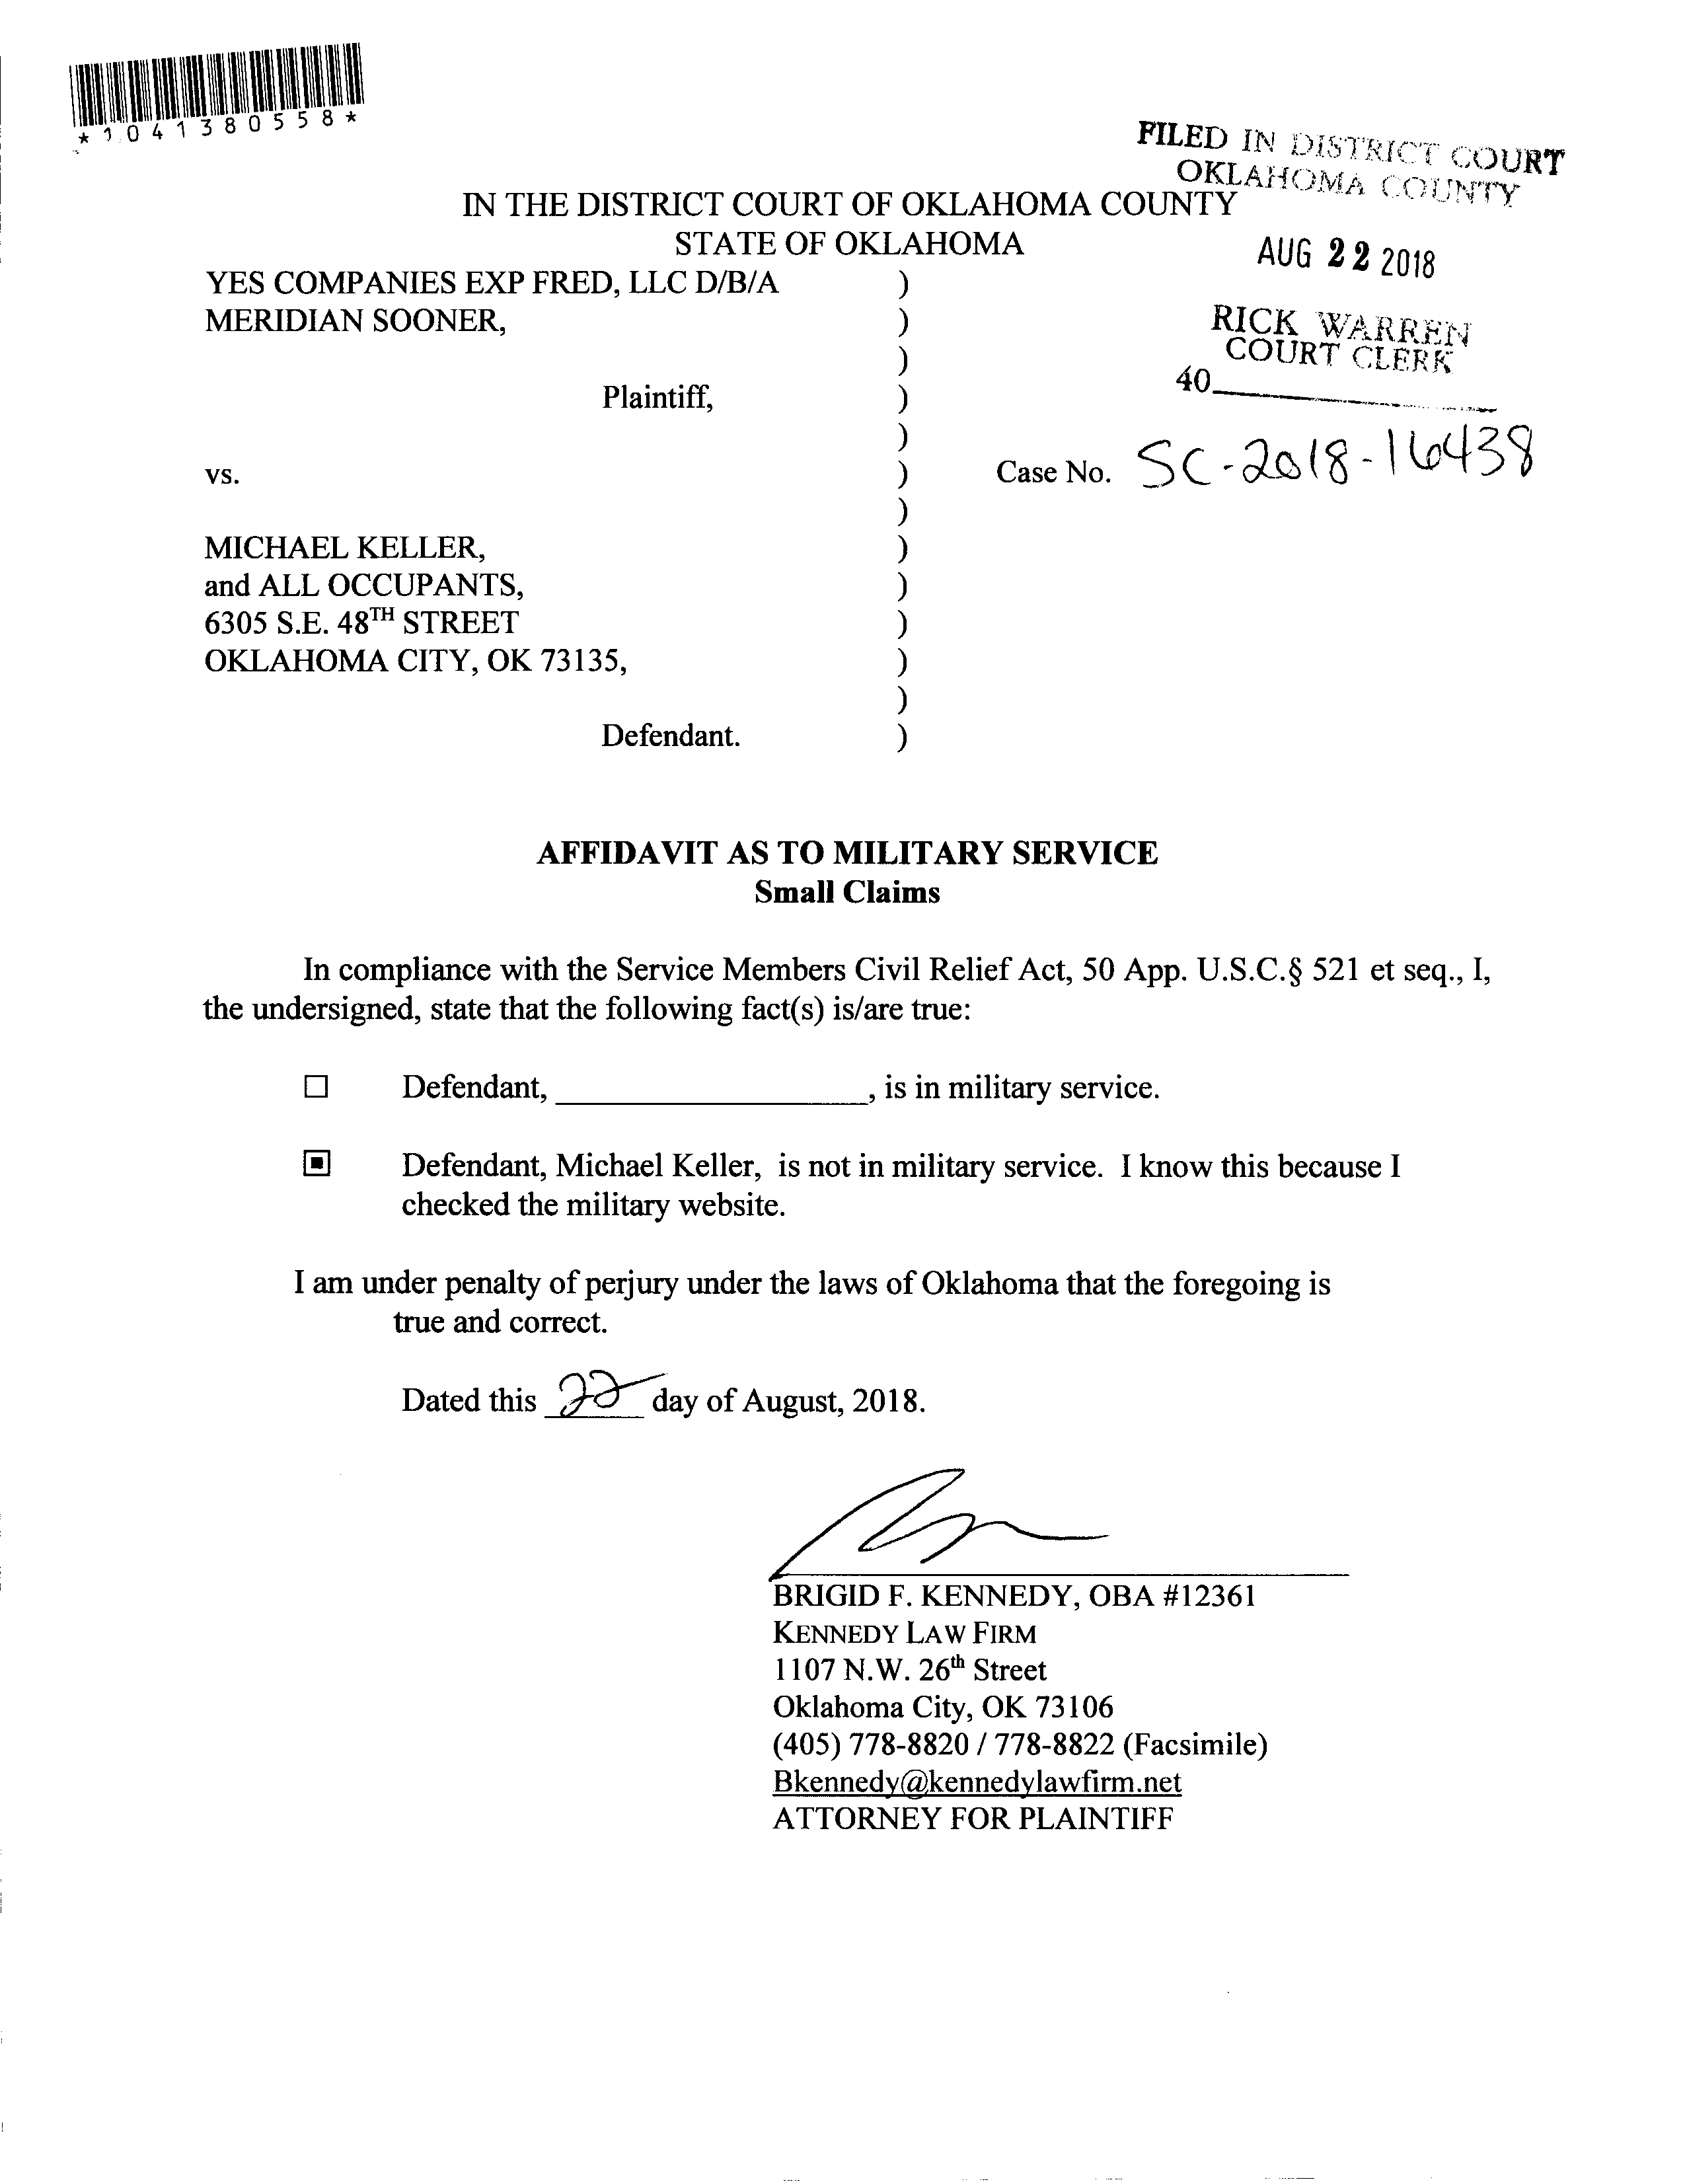 *1041380558*
FILED IN DISTRICT COURT
OKLAHOMA COUNTY
IN THE DISTRICT COURT OF OKLAHOMA COUNTY
STATE OF OKLAHOMA
AUG 22 2018
YES COMPANIES EXP FRED, LLC D/B/A )
MERIDIAN SOONER, )
)
RICK WARREN
COURT CLERK
40
Plaintiff, )
)
vs. ) Case No. SC-2018-16438
)
MICHAEL KELLER, )
and ALL OCCUPANTS, )
6305 S.E. 48TH STREET )
OKLAHOMA CITY, OK 73135, )
)
Defendant. )
AFFIDAVIT AS TO MILITARY SERVICE
Small Claims
In compliance with the Service Members Civil Relief Act, 50 App. U.S.C.§ 521 et seq., I,
the undersigned, state that the following fact(s) is/are true:
☐ Defendant, ____________________, is in military service.
▣ Defendant, Michael Keller, is not in military service. I know this because I
checked the military website.
I am under penalty of perjury under the laws of Oklahoma that the foregoing is
true and correct.
Dated this 22 day of August, 2018.
BRIGID F. KENNEDY, OBA #12361
KENNEDY LAW FIRM
1107 N.W. 26th Street
Oklahoma City, OK 73106
(405) 778-8820 / 778-8822 (Facsimile)
Bkennedy@kennedylawfirm.net
ATTORNEY FOR PLAINTIFF